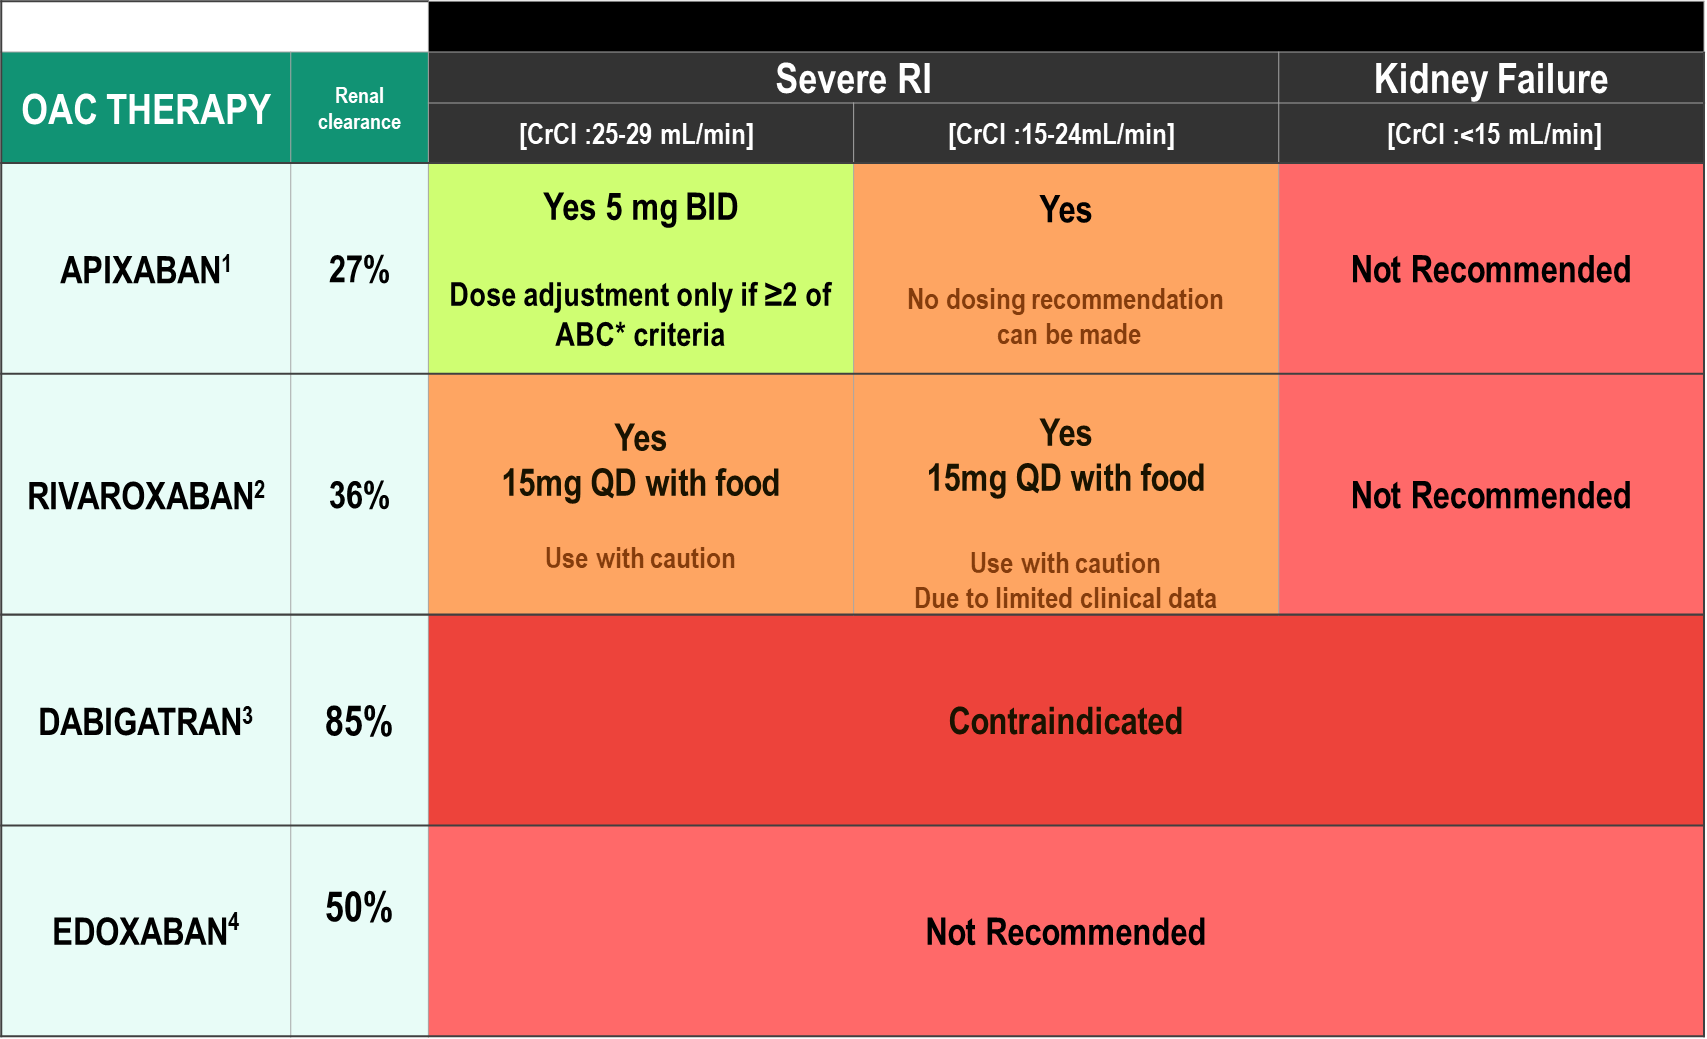 OAC THERAPY
Renal
clearance
Severe RI
Kidney Failure
[CrCI :25-29 mL/min]
[CrCI :15-24mL/min]
[CrCI :<15 mL/min]
APIXABAN1
27%
Yes 5 mg BID
Dose adjustment only if ≥2 of
ABC* criteria
Yes
No dosing recommendation
can be made
Not Recommended
RIVAROXABAN2
36%
Yes
15mg QD with food
Use with caution
Yes
15mg QD with food
Use with caution
Due to limited clinical data
Not Recommended
DABIGATRAN3
85%
Contraindicated
EDOXABAN4
50%
Not Recommended